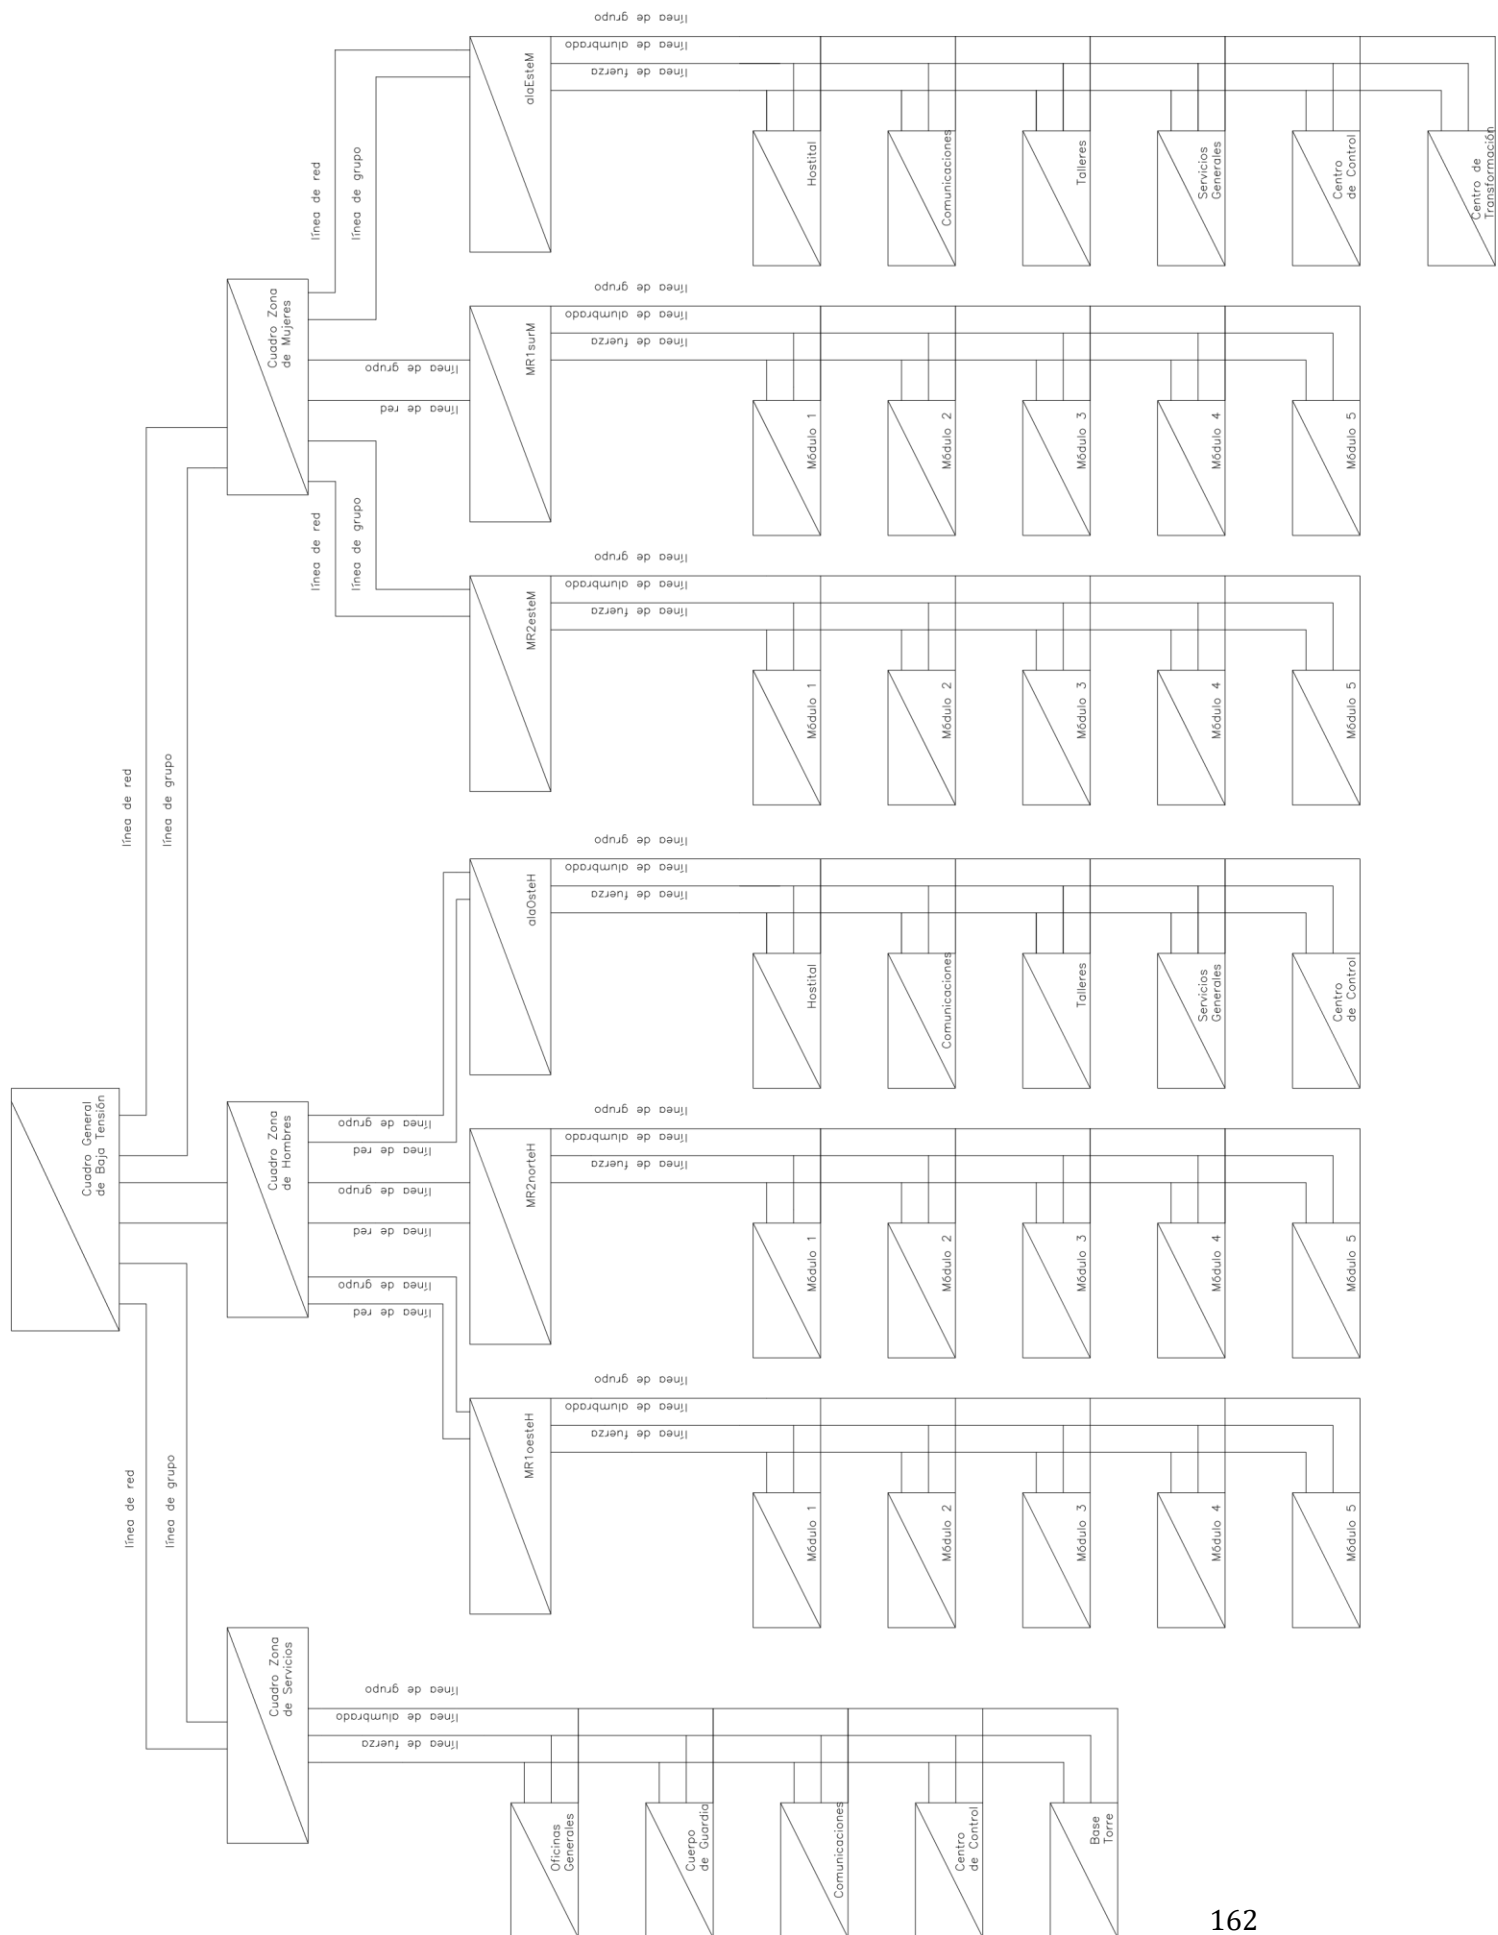 Cuadro General
de Baja Tensión
línea de red
línea de grupo
línea de red
línea de grupo
Cuadro Zona
de Mujeres
línea de red
línea de grupo
línea de grupo
línea de red
línea de red
línea de grupo
alaEsteM
línea de grupo
línea de alumbrado
línea de fuerza
Hostital
Comunicaciones
Talleres
Servicios
Generales
Centro
de Control
Centro de
Transformación
MR1surM
línea de grupo
línea de alumbrado
línea de fuerza
Módulo 1
Módulo 2
Módulo 3
Módulo 4
Módulo 5
MR2esteM
línea de grupo
línea de alumbrado
línea de fuerza
Módulo 1
Módulo 2
Módulo 3
Módulo 4
Módulo 5
Cuadro Zona
de Hombres
línea de grupo
línea de red
línea de grupo
línea de red
línea de grupo
línea de red
alaOsteH
línea de grupo
línea de alumbrado
línea de fuerza
Hostital
Comunicaciones
Talleres
Servicios
Generales
Centro
de Control
MR2norteH
línea de grupo
línea de alumbrado
línea de fuerza
Módulo 1
Módulo 2
Módulo 3
Módulo 4
Módulo 5
MR1oesteH
línea de grupo
línea de alumbrado
línea de fuerza
Módulo 1
Módulo 2
Módulo 3
Módulo 4
Módulo 5
Cuadro Zona
de Servicios
línea de grupo
línea de alumbrado
línea de fuerza
Oficinas
Generales
Cuerpo
de Guardia
Comunicaciones
Centro
de Control
Base
Torre
162